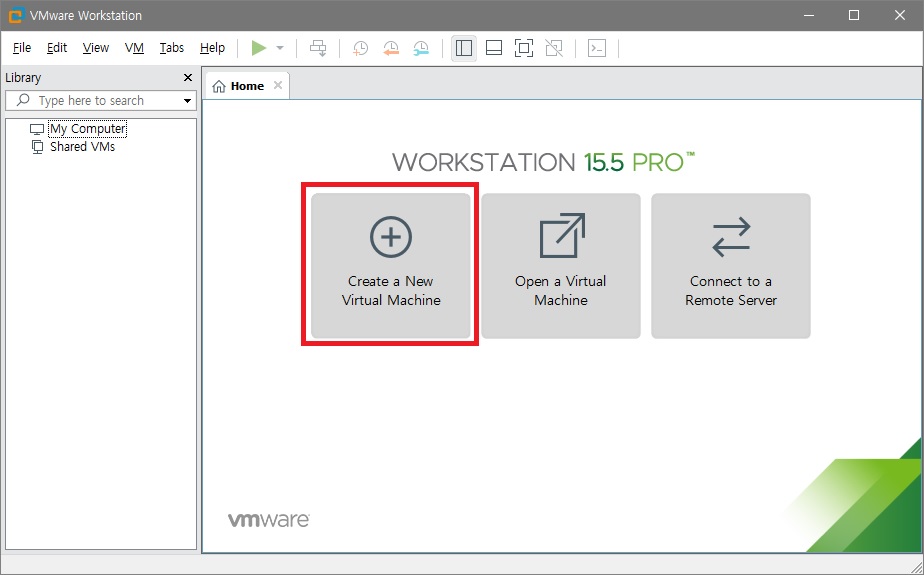 VMware Workstation
File Edit View VM Tabs Help
Library
Type here to search
My Computer
Shared VMs
Home
WORKSTATION 15.5 PRO™
Create a New
Virtual Machine
Open a Virtual
Machine
Connect to a
Remote Server
vmware